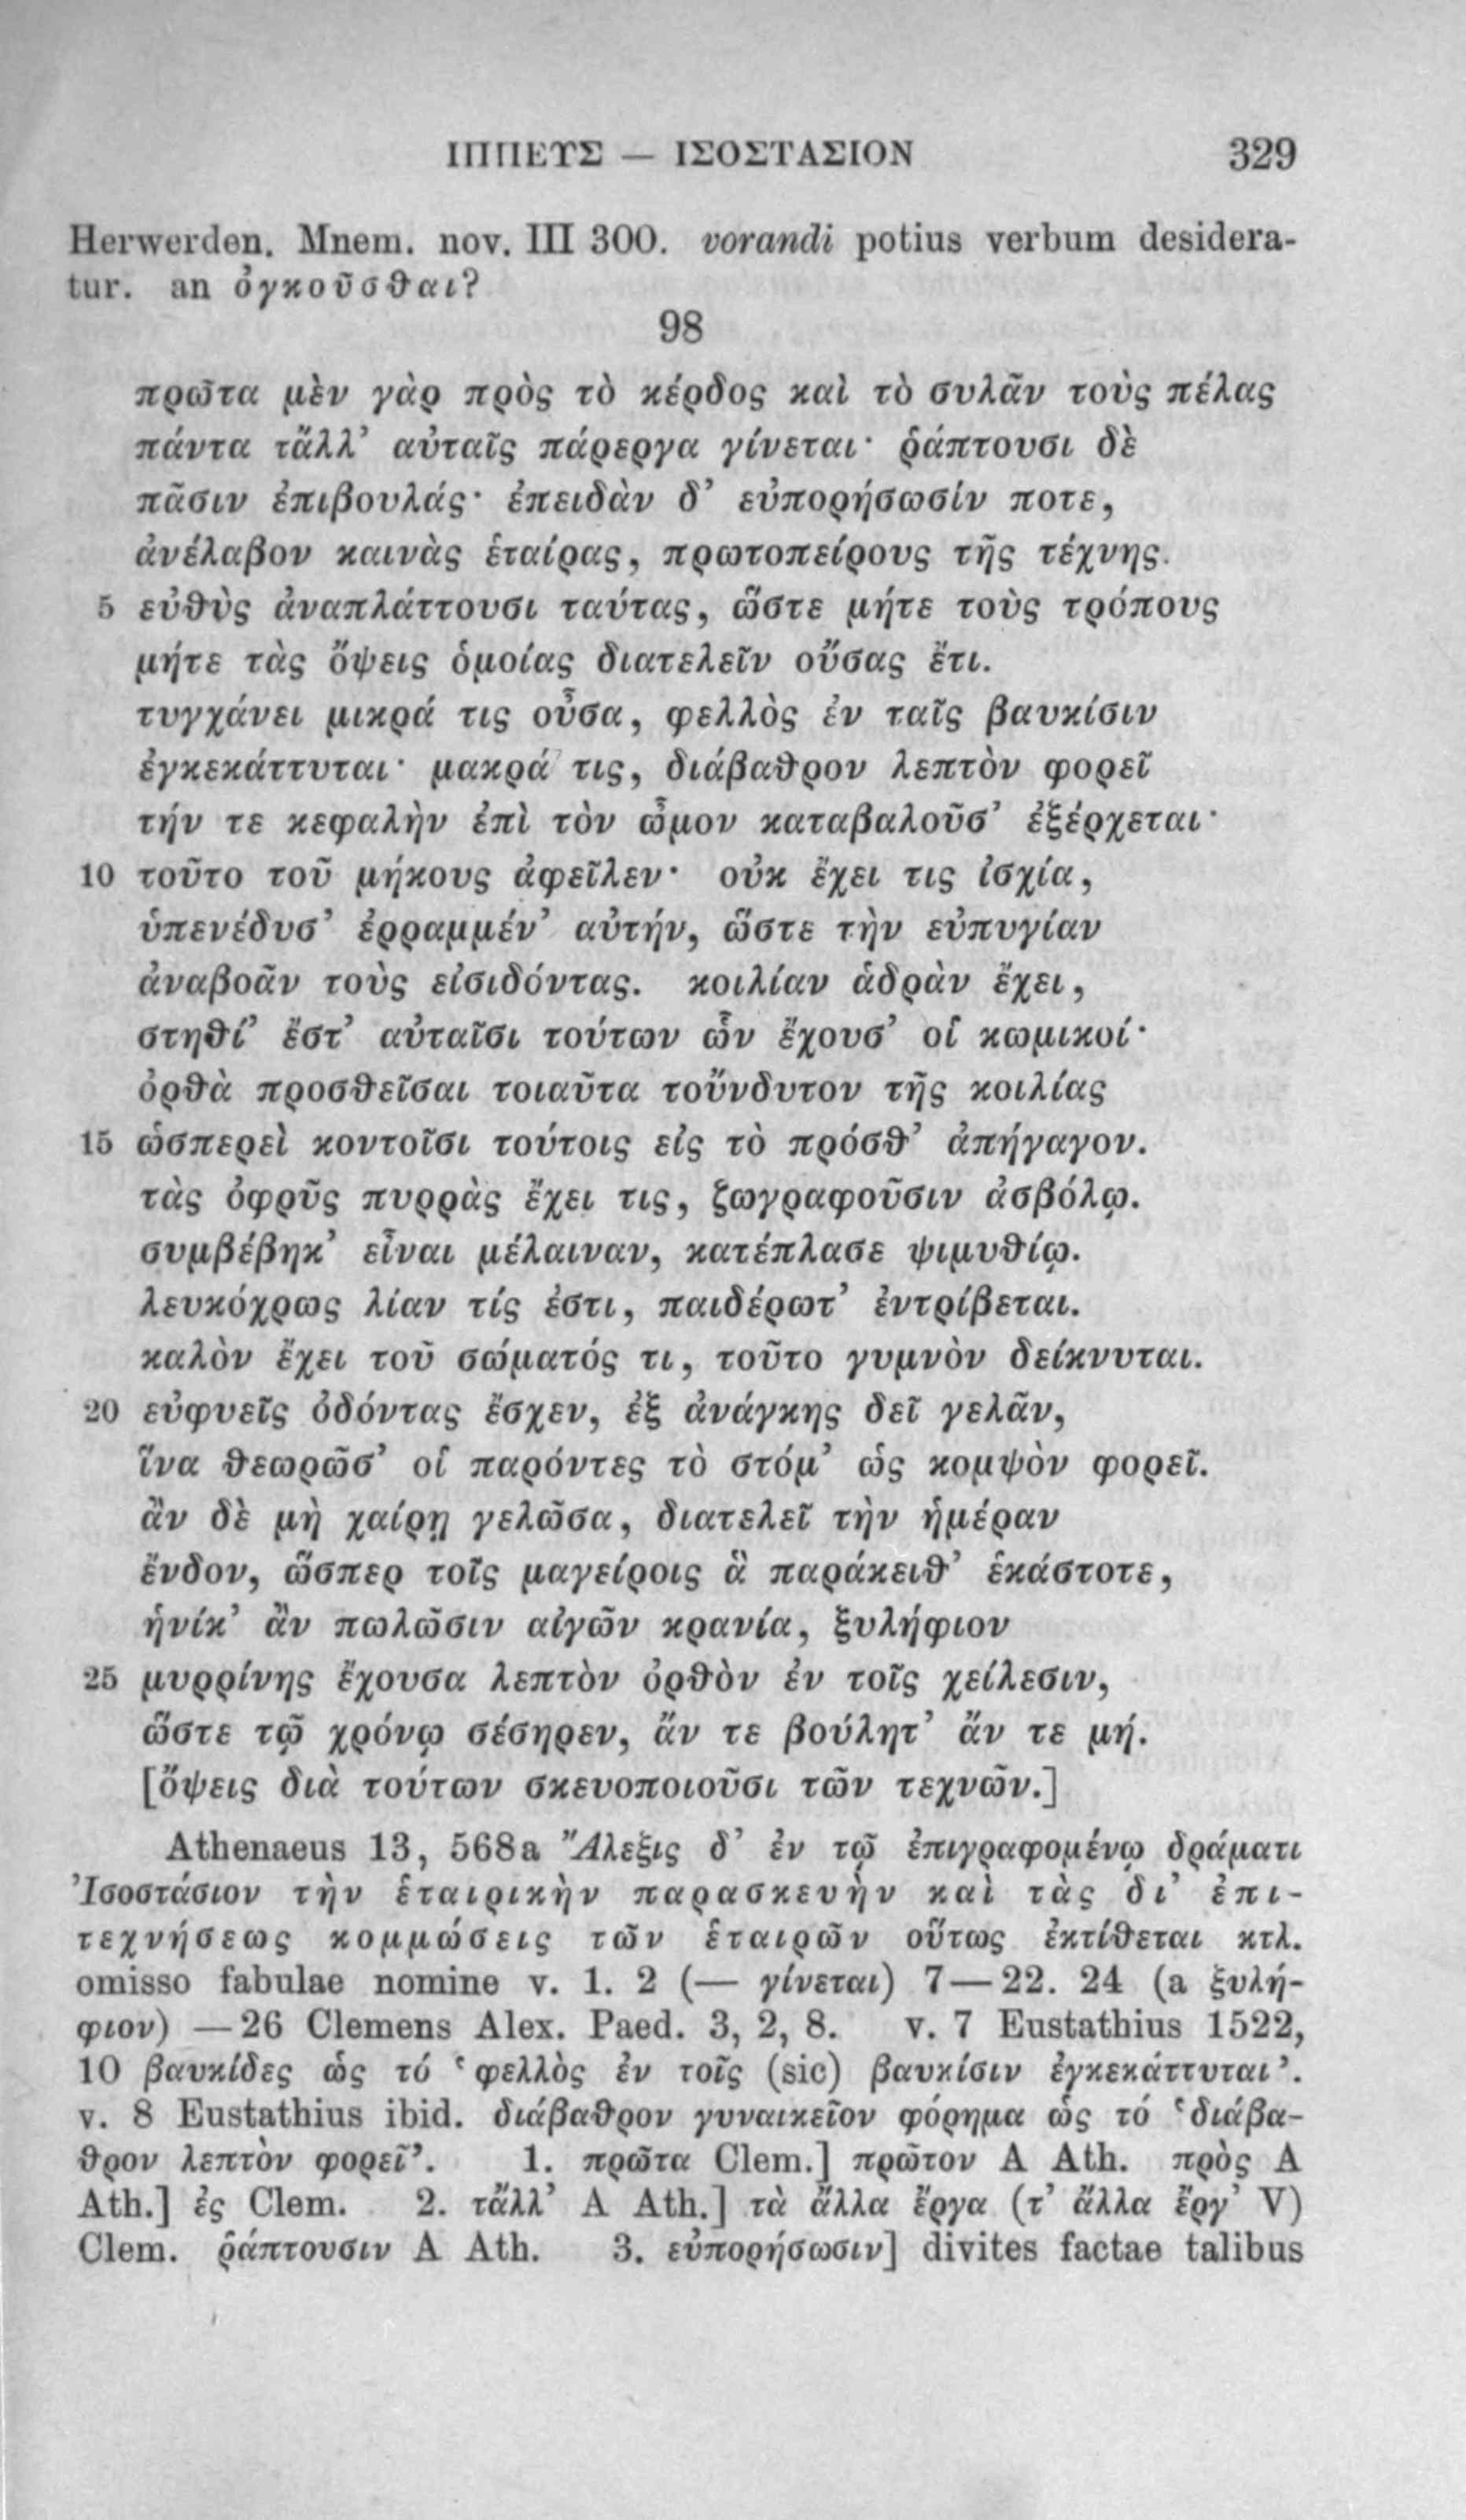 ΙΠΠΕΥΣ — ΙΣΟΣΤΑΣΙΟΝ 329
Herwerden. Mnem. nov. III 300. vorandi potius verbum desidera-
tur. an ὀγκοῦσθαι?
98
πρῶτα μὲν γὰρ πρὸς τὸ κέρδος καὶ τὸ συλᾶν τοὺς πέλας
πάντα τἄλλ’ αὐταῖς πάρεργα γίνεται· ῥάπτουσι δὲ
πᾶσιν ἐπιβουλάς· ἐπειδὰν δ’ εὐπορήσωσίν ποτε,
ἀνέλαβον καινὰς ἑταίρας, πρωτοπείρους τῆς τέχνης.
5 εὐθὺς ἀναπλάττουσι ταύτας, ὥστε μήτε τοὺς τρόπους
μήτε τὰς ὄψεις ὁμοίας διατελεῖν οὔσας ἔτι.
τυγχάνει μικρά τις οὖσα, φελλὸς ἐν ταῖς βαυκίσιν
ἐγκεκάττυται· μακρά τις, διάβαθρον λεπτὸν φορεῖ
τήν τε κεφαλὴν ἐπὶ τὸν ὦμον καταβαλοῦσ’ ἐξέρχεται·
10 τοῦτο τοῦ μήκους ἀφεῖλεν· οὐκ ἔχει τις ἰσχία,
ὑπενέδυσ’ ἐρραμμέν’ αὐτήν, ὥστε τὴν εὐπυγίαν
ἀναβοᾶν τοὺς εἰσιδόντας. κοιλίαν ἁδρὰν ἔχει,
στηθί’ ἔστ’ αὐταῖσι τούτων ὧν ἔχουσ’ οἱ κωμικοί·
ὀρθὰ προσθεῖσαι τοιαῦτα τοὔνδυτον τῆς κοιλίας
15 ὡσπερεὶ κοντοῖσι τούτοις εἰς τὸ πρόσθ’ ἀπήγαγον.
τὰς ὀφρῦς πυρρὰς ἔχει τις, ζωγραφοῦσιν ἀσβόλῳ.
συμβέβηκ’ εἶναι μέλαιναν, κατέπλασε ψιμυθίῳ.
λευκόχρως λίαν τίς ἐστι, παιδέρωτ’ ἐντρίβεται.
καλὸν ἔχει τοῦ σώματός τι, τοῦτο γυμνὸν δείκνυται.
20 εὐφυεῖς ὀδόντας ἔσχεν, ἐξ ἀνάγκης δεῖ γελᾶν,
ἵνα θεωρῶσ’ οἱ παρόντες τὸ στόμ’ ὡς κομψὸν φορεῖ.
ἂν δὲ μὴ χαίρῃ γελῶσα, διατελεῖ τὴν ἡμέραν
ἔνδον, ὥσπερ τοῖς μαγείροις ἃ παράκειθ’ ἑκάστοτε,
ἡνίκ’ ἂν πωλῶσιν αἰγῶν κρανία, ξυλήφιον
25 μυρρίνης ἔχουσα λεπτὸν ὀρθὸν ἐν τοῖς χείλεσιν,
ὥστε τῷ χρόνῳ σέσηρεν, ἄν τε βούλητ’ ἄν τε μή.
[ὄψεις διὰ τούτων σκευοποιοῦσι τῶν τεχνῶν.]
Athenaeus 13, 568a Ἄλεξις δ’ ἐν τῷ ἐπιγραφομένῳ δράματι
Ἰσοστάσιον τὴν ἑταιρικὴν παρασκευὴν καὶ τὰς δι’ ἐπι-
τεχνήσεως κομμώσεις τῶν ἑταιρῶν οὕτως ἐκτίθεται κτλ.
omisso fabulae nomine v. 1. 2 (— γίνεται) 7—22. 24 (a ξυλή-
φιον) —26 Clemens Alex. Paed. 3, 2, 8. v. 7 Eustathius 1522,
10 βαυκίδες ὡς τό ‘φελλὸς ἐν τοῖς (sic) βαυκίσιν ἐγκεκάττυται’.
v. 8 Eustathius ibid. διάβαθρον γυναικεῖον φόρημα ὡς τό ‘διάβα-
θρον λεπτὸν φορεῖ’. 1. πρῶτα Clem.] πρῶτον A Ath. πρὸς A
Ath.] ἐς Clem. 2. τἄλλ’ A Ath.] τὰ ἄλλα ἔργα (τ’ ἄλλα ἔργ’ V)
Clem. ῥάπτουσιν A Ath. 3. εὐπορήσωσιν] divites factae talibus